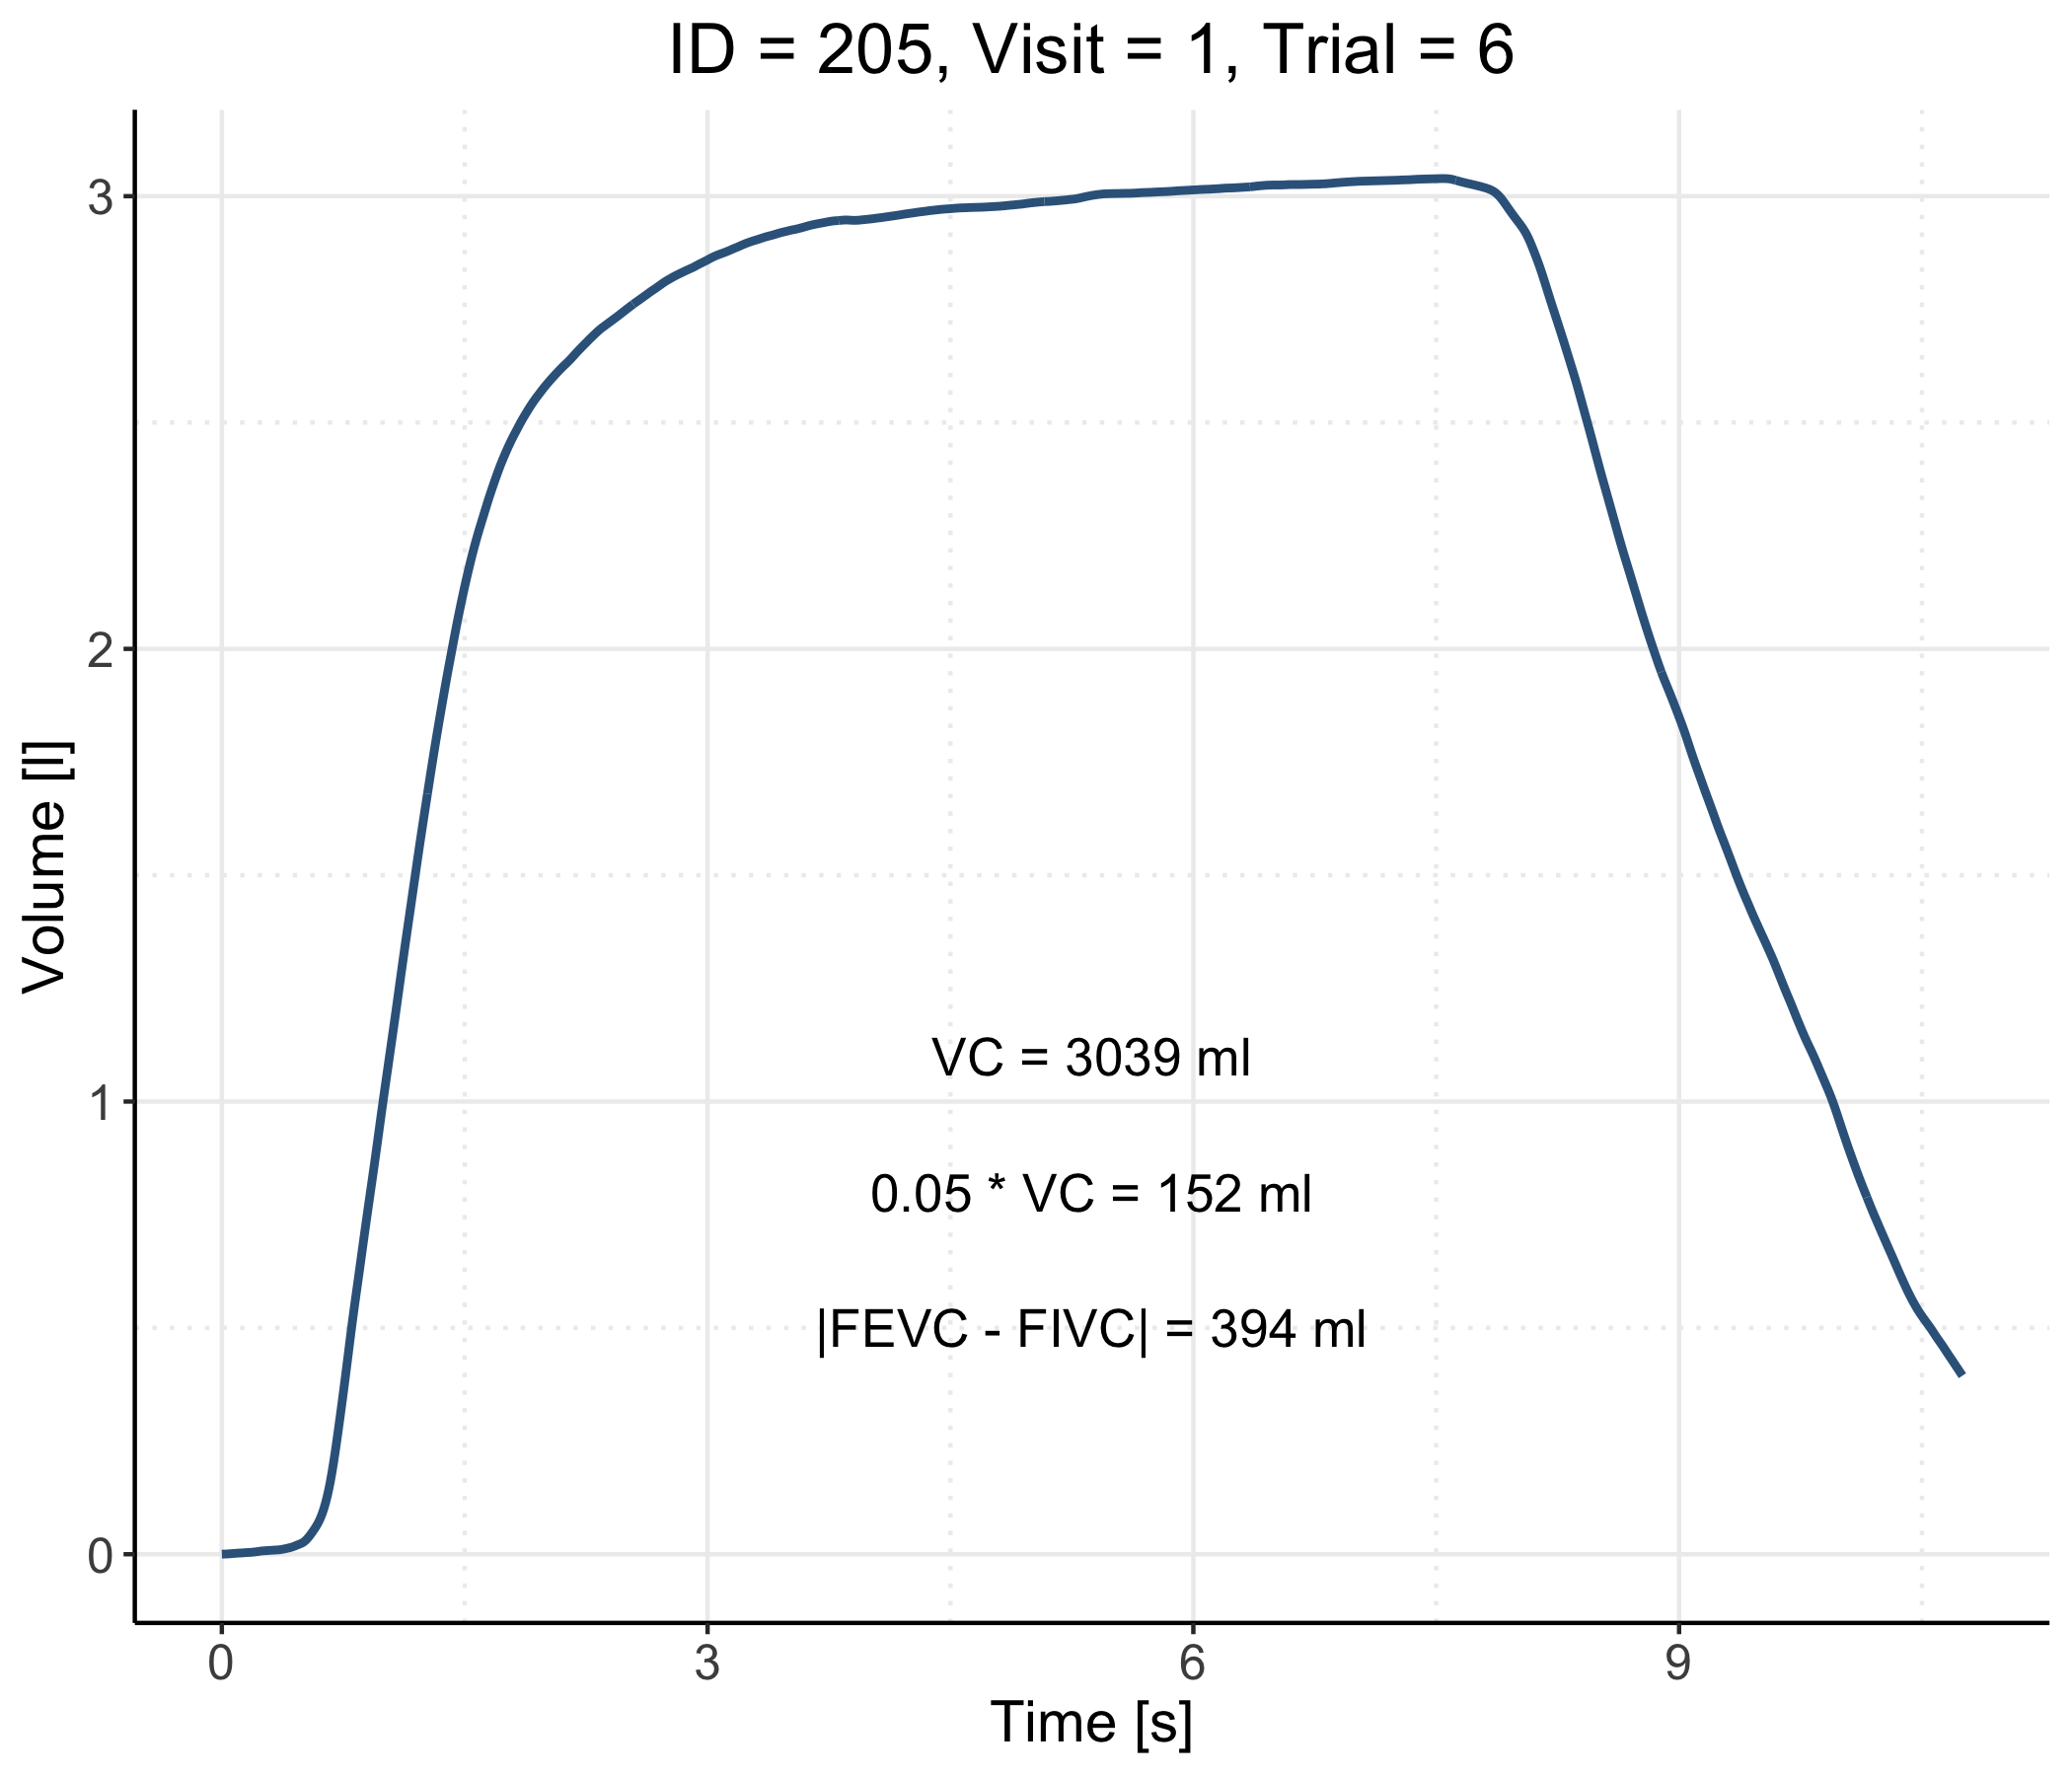 ID = 205, Visit = 1, Trial = 6
3
2
1
0
Volume [l]
VC = 3039 ml
0.05 * VC = 152 ml
|FEVC - FIVC| = 394 ml
0 3 6 9
Time [s]